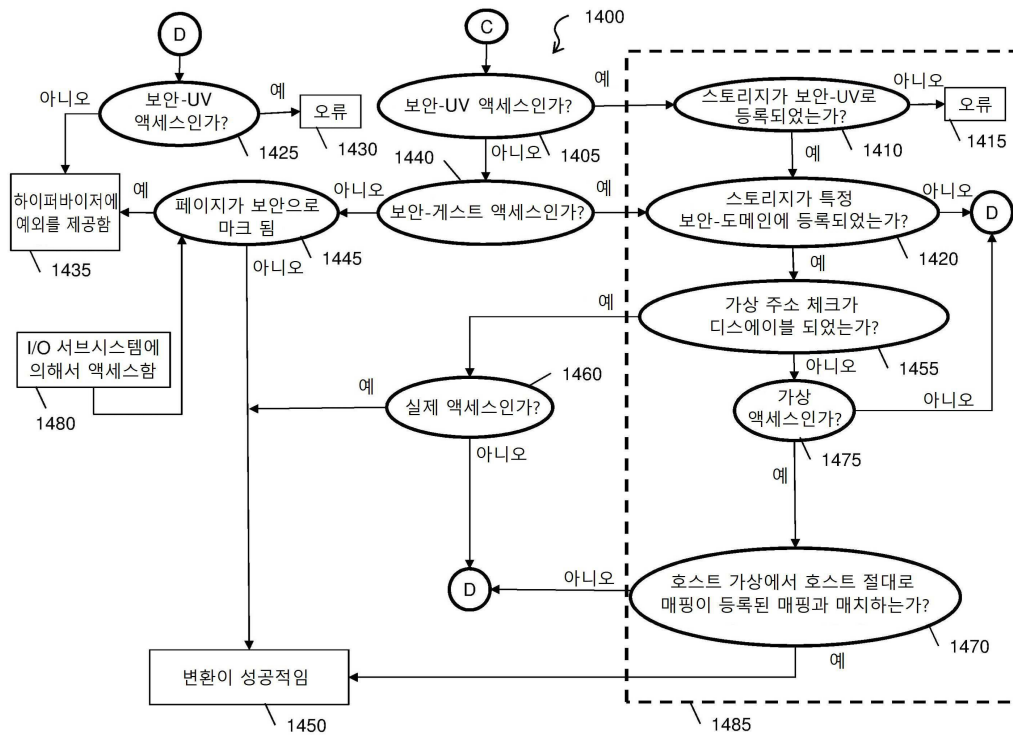 D
C
1400
아니오
보안-UV
액세스인가?
예
오류
1430
1425
보안-UV 액세스인가?
예
1405
스토리지가 보안-UV로
등록되었는가?
아니오
오류
1415
1410
아니오
예
1440
하이퍼바이저에
예외를 제공함
1435
예
페이지가 보안으로
마크 됨
1445
아니오
보안-게스트 액세스인가?
예
스토리지가 특정
보안-도메인에 등록되었는가?
아니오
D
1420
아니오
예
예
가상 주소 체크가
디스에이블 되었는가?
1455
I/O 서브시스템에
의해서 액세스함
1480
예
실제 액세스인가?
1460
아니오
아니오
가상
액세스인가?
아니오
1475
예
D
아니오
호스트 가상에서 호스트 절대로
매핑이 등록된 매핑과 매치하는가?
1470
예
변환이 성공적임
1450
1485